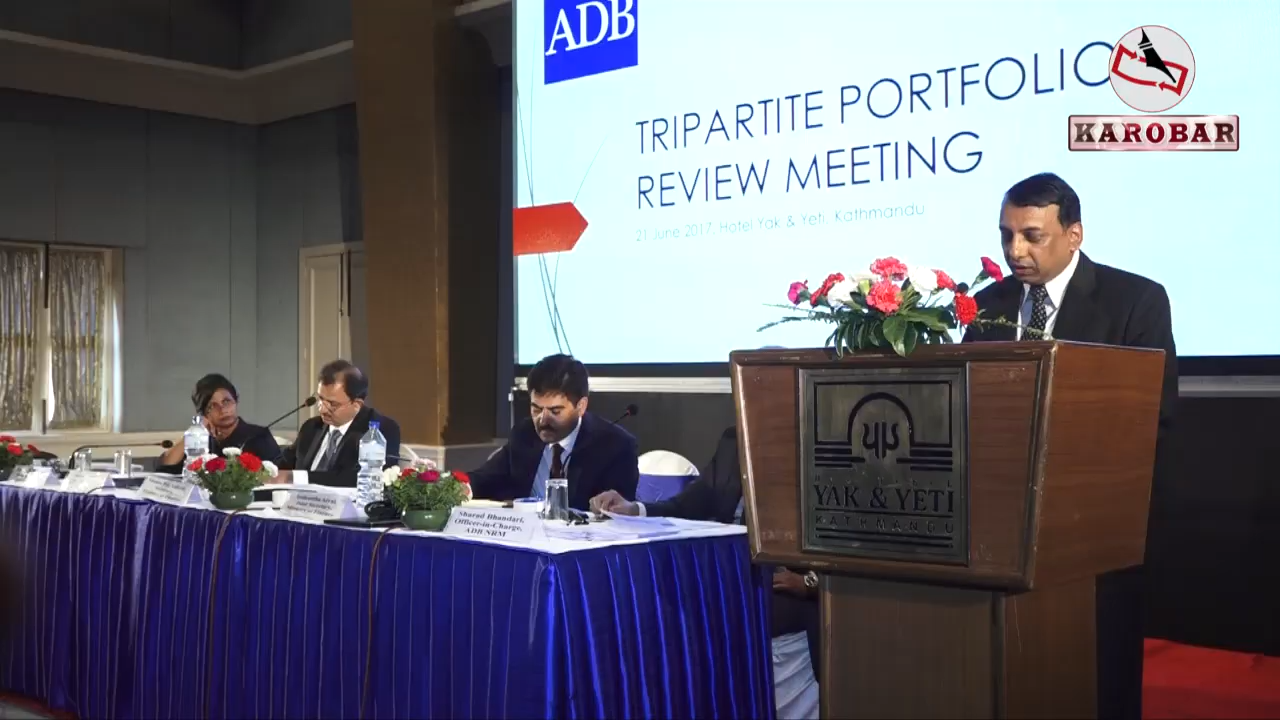 ADB
TRIPARTITE PORTFOLIO
REVIEW MEETING
21 June 2017, Hotel Yak & Yeti, Kathmandu
KAROBAR
HOTEL
YAK & YETI
KATHMANDU
Sharad Bhandari,
Officer-in-Charge,
ADB NRM